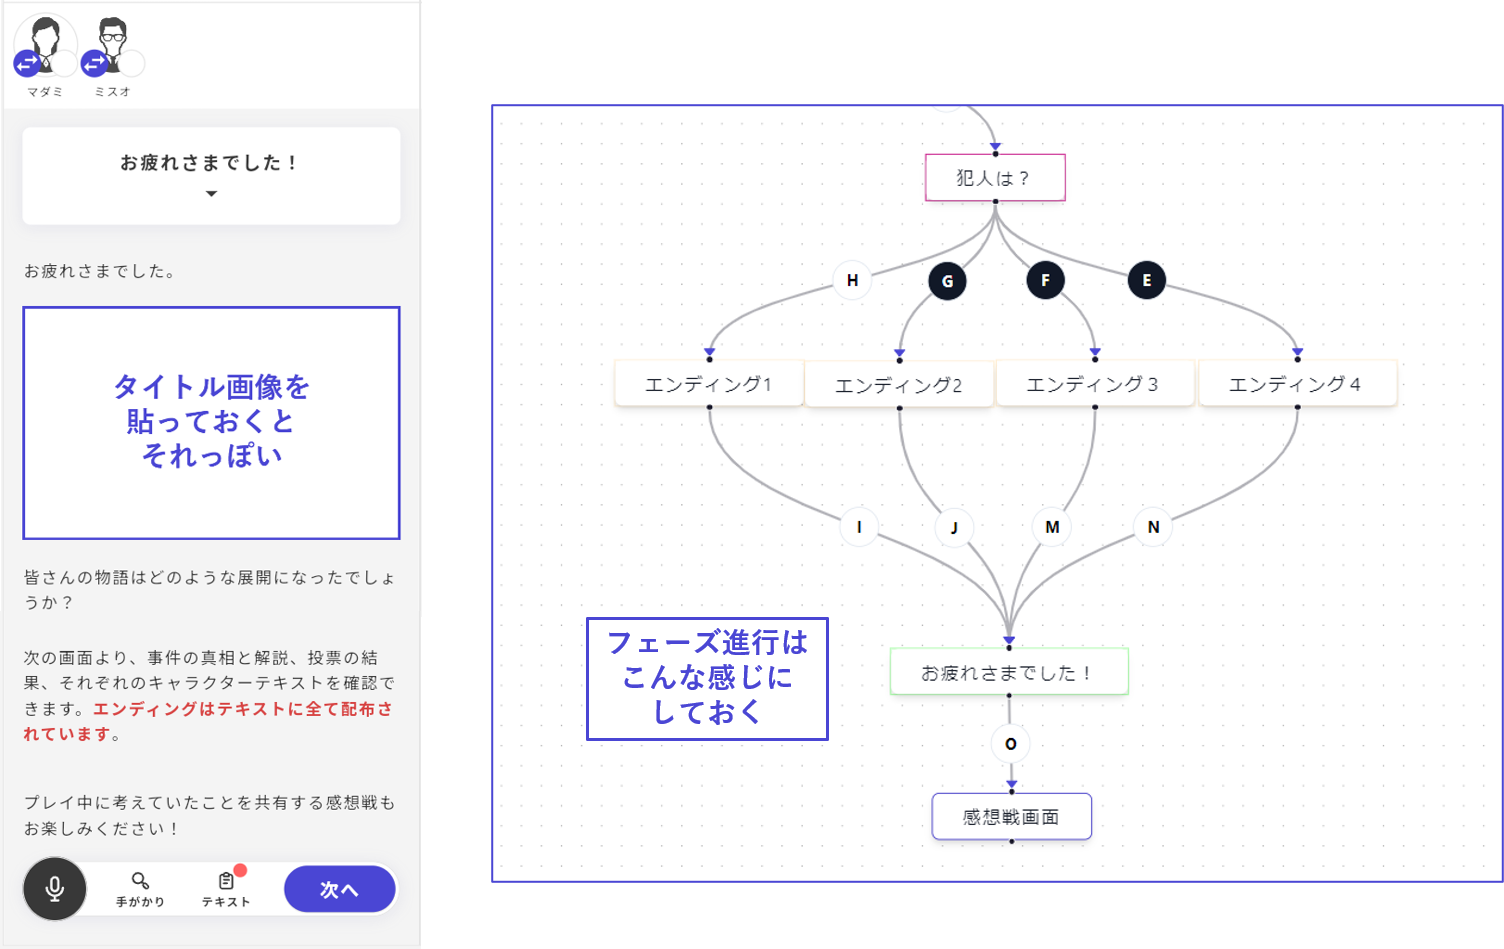 マダミ
ミスオ
お疲れさまでした！
お疲れさまでした。
タイトル画像を
貼っておくと
それっぽい
皆さんの物語はどのような展開になったでしょ
うか？
次の画面より、事件の真相と解説、投票の結
果、それぞれのキャラクターテキストを確認で
きます。エンディングはテキストに全て配布さ
れています。
プレイ中に考えていたことを共有する感想戦も
お楽しみください！
手がかり
テキスト
次へ
犯人は？
H
G
F
E
エンディング1
エンディング2
エンディング３
エンディング４
I
J
M
N
フェーズ進行は
こんな感じに
しておく
お疲れさまでした！
O
感想戦画面